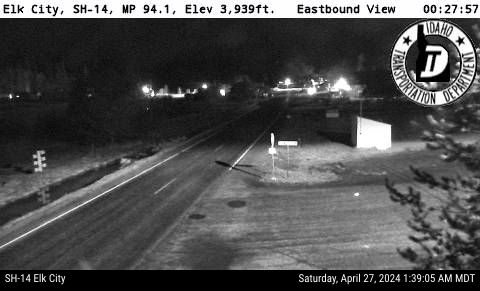 Elk City, SH-14, MP 94.1, Elev 3,939ft. Eastbound View 00:27:57
IDAHO
TRANSPORTATION DEPARTMENT
SH-14 Elk City
Saturday, April 27, 2024 1:39:05 AM MDT